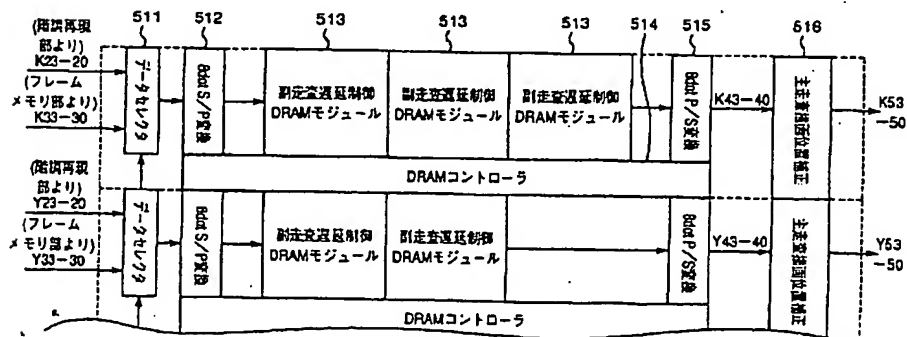 511
512
513
513
513
514
515
516
(階調再現
部より)
K23-20
(フレーム
メモリ部より)
K33-30
データセレクタ
8dot S/P変換
副走査遅延制御
DRAMモジュール
副走査遅延制御
DRAMモジュール
副走査遅延制御
DRAMモジュール
8dot P/S変換
K43-40
主走査描画位置補正
K53
-50
DRAMコントローラ
(階調再現
部より)
Y23-20
(フレーム
メモリ部より)
Y33-30
データセレクタ
8dot S/P変換
副走査遅延制御
DRAMモジュール
副走査遅延制御
DRAMモジュール
8dot P/S変換
Y43-40
主走査描画位置補正
Y53
-50
DRAMコントローラ